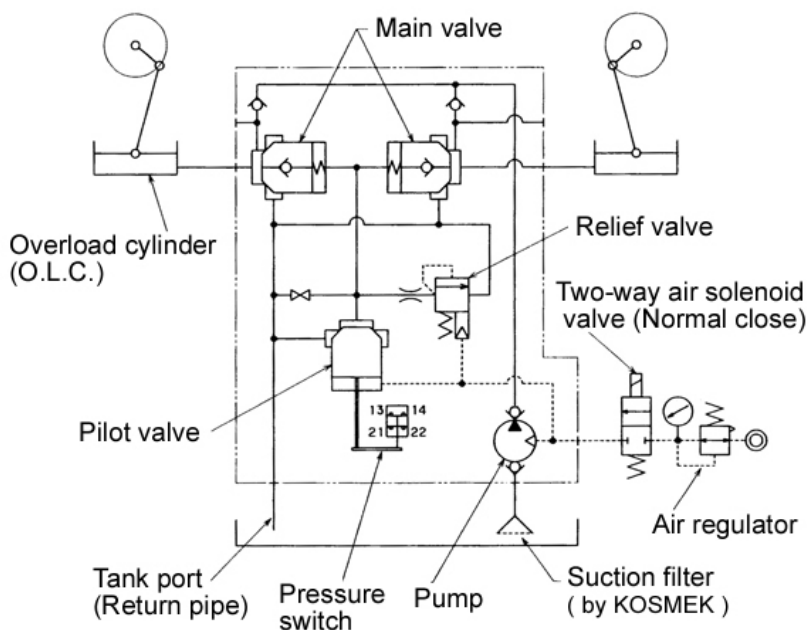 Main valve
Overload cylinder
(O.L.C.)
Relief valve
Two-way air solenoid
valve (Normal close)
Pilot valve
13 14
21 22
Air regulator
Tank port
(Return pipe)
Pressure
switch
Pump
Suction filter
( by KOSMEK )